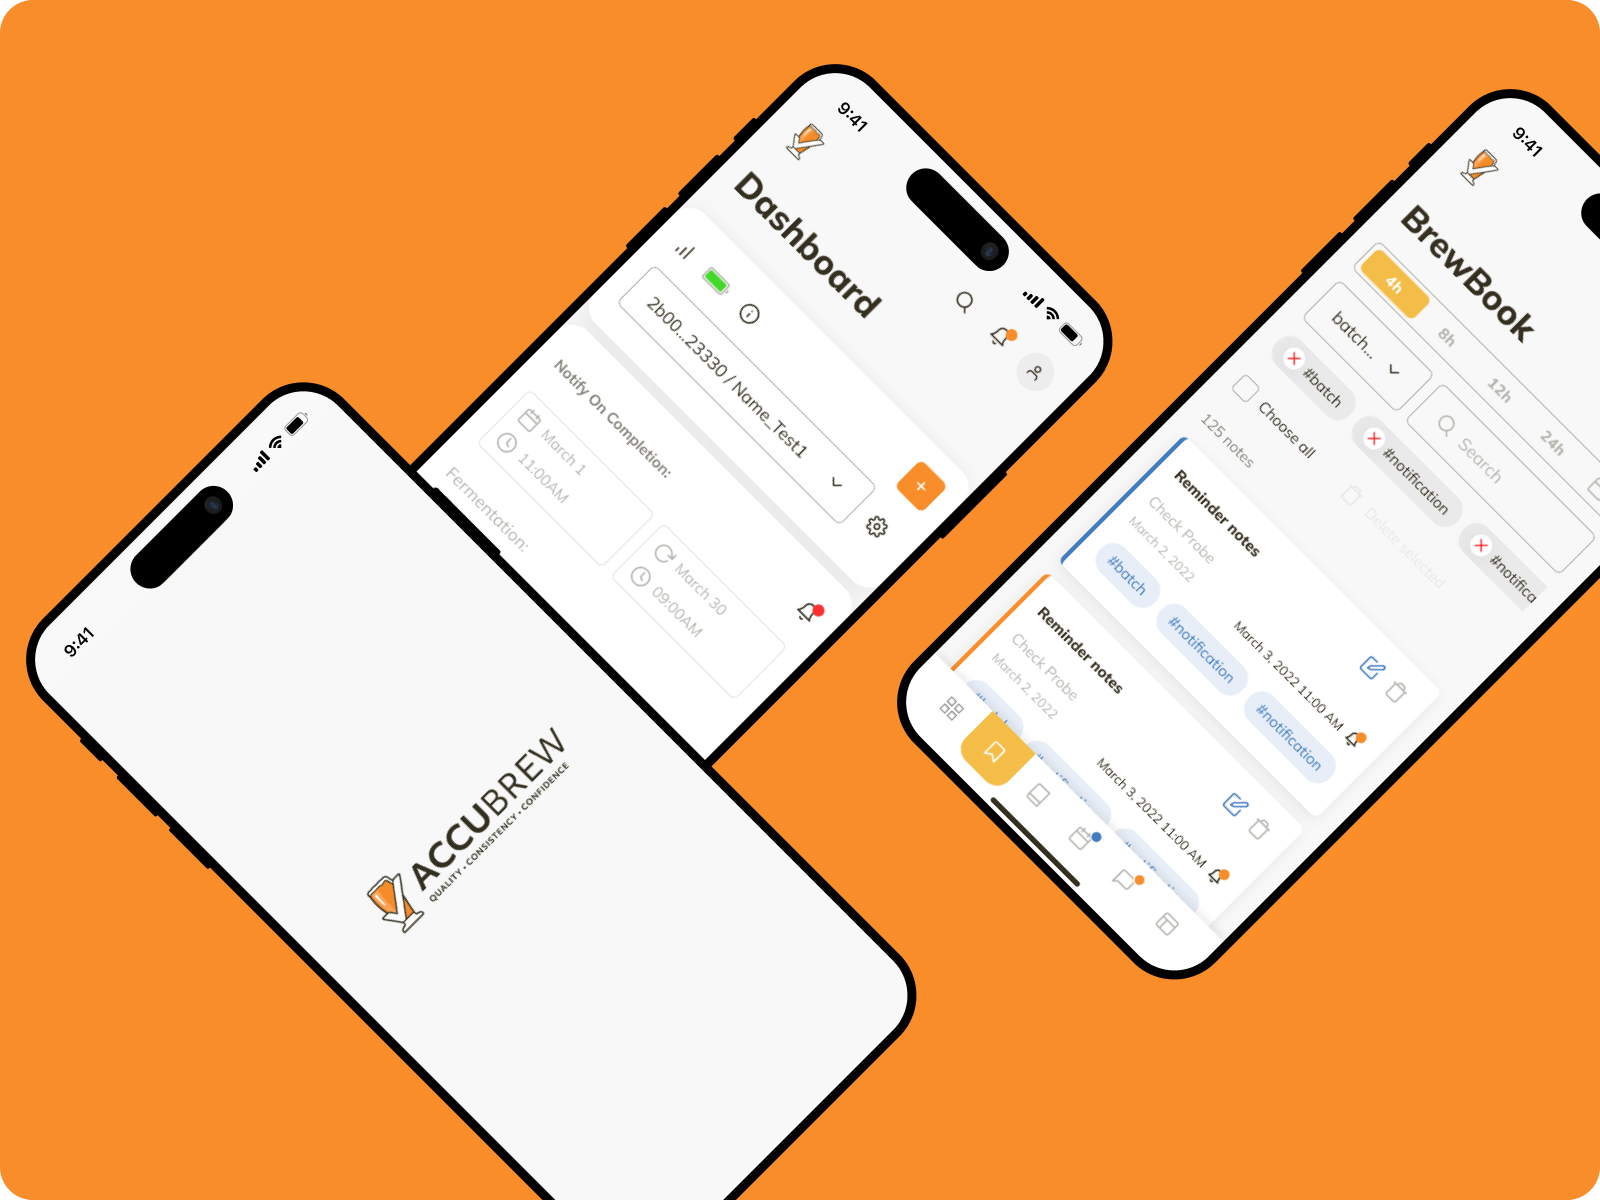 9:41
ACCUBREW
QUALITY • CONSISTENCY • CONFIDENCE
9:41
Dashboard
2b00...23330 / Name_Test1
Notify On Completion:
March 1
11:00AM
March 30
09:00AM
Fermentation:
9:41
BrewBook
4h
8h
12h
24h
batch...
Search
#batch
#notification
#notifica
Choose all
Delete selected
125 notes
Reminder notes
Check Probe
March 2, 2022
March 3, 2022 11:00 AM
#batch
#notification
#notification
Reminder notes
Check Probe
March 2, 2022
March 3, 2022 11:00 AM